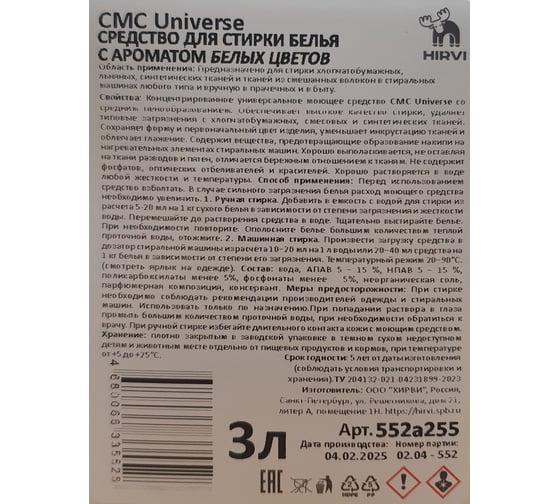 СМС Universe
СРЕДСТВО ДЛЯ СТИРКИ БЕЛЬЯ
С АРОМАТОМ БЕЛЫХ ЦВЕТОВ
HIRVI
Область применения: Предназначено для стирки хлопчатобумажных,
льняных, синтетических тканей и тканей из смешанных волокон в стиральных
машинах любого типа и вручную в прачечных и в быту.
Свойства: Концентрированное универсальное моющее средство СМС Universe со
средним пенообразованием. Обеспечивает высокое качество стирки, удаляет
типовые загрязнения с хлопчатобумажных, смесовых и синтетических тканей.
Сохраняет форму и первоначальный цвет изделия, уменьшает инкрустацию тканей и
облегчает глажение. Содержит вещества, предотвращающие образование накипи на
нагревательных элементах стиральных машин. Хорошо выполаскивается, не оставляя
на ткани разводов и пятен, отличается бережным отношением к тканям. Не содержит
фосфатов, оптических отбеливателей и красителей. Хорошо растворяется в воде
любой жесткости и температуры. Способ применения: Перед использованием
средство взболтать. В случае сильного загрязнения белья расход моющего средства
необходимо увеличить. 1. Ручная стирка. Добавить в емкость с водой для стирки из
расчета 5-20 мл на 1 кг сухого белья в зависимости от степени загрязнения и жесткости
воды. Перемешайте до растворения средства в воде. Тщательно выстирайте белье.
При необходимости повторите. Ополосните белье большим количеством теплой
проточной воды, отожмите. 2. Машинная стирка. Произвести загрузку средства в
дозатор стиральной машины из расчета 10–20 мл на 1 л воды или 20–40 мл средства на
1 кг белья в зависимости от степени его загрязнения. Температурный режим 20–90°С.
(смотреть ярлык на одежде). Состав: вода, АПАВ 5 – 15 %, НПАВ 5 – 15 %,
поликарбоксилаты менее 5%, фосфонаты менее 5%, неорганическая соль,
парфюмерная композиция, консервант. Меры предосторожности: При стирке
необходимо соблюдать рекомендации производителей одежды и стиральных
машин. Использовать только по назначению.При попадании раствора в глаза
промыть большим количеством проточной воды, при необходимости обратиться к
врачу. При ручной стирке избегайте длительного контакта кожи с моющим средством.
Хранение: плотно закрытым в заводской упаковке в темном сухом недоступном
детям и животным месте отдельно от пищевых продуктов и кормов, при температуре
от +5 до +25°С.
Срок годности: 5 лет от даты изготовления
(соблюдать условия транспортировки и
хранения).ТУ 204132-021-04231899-2023
Изготовитель: ООО "ХИРВИ", Россия,
Санкт-Петербург, ул. Решетникова, дом 21,
литер А, помещение 1Н. https://hirvi.spb.ru
3л
Арт.552a255
Дата производства: Номер партии:
04.02.2025 02.04 - 552
EAC
HDPE PP